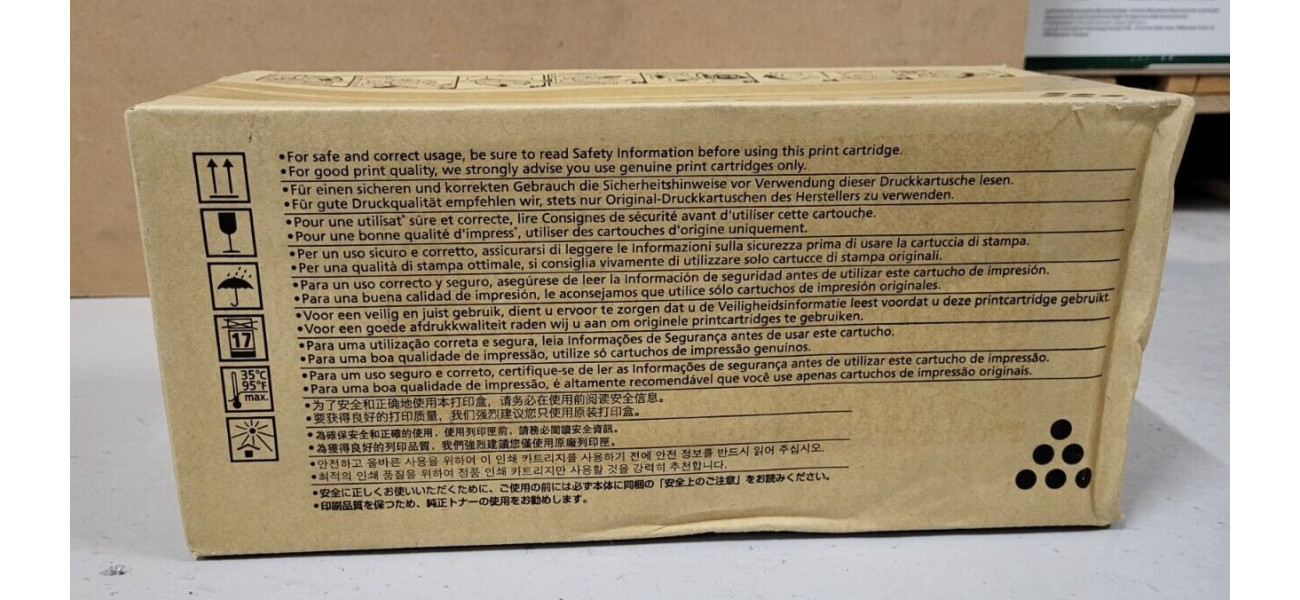 •For safe and correct usage, be sure to read Safety Information before using this print cartridge.
•For good print quality, we strongly advise you use genuine print cartridges only.
•Für einen sicheren und korrekten Gebrauch die Sicherheitshinweise vor Verwendung dieser Druckkartusche lesen.
•Für gute Druckqualität empfehlen wir, stets nur Original-Druckkartuschen des Herstellers zu verwenden.
•Pour une utilisat° sûre et correcte, lire Consignes de sécurité avant d'utiliser cette cartouche.
•Pour une bonne qualité d'impress°, utiliser des cartouches d'origine uniquement.
•Per un uso sicuro e corretto, assicurarsi di leggere le Informazioni sulla sicurezza prima di usare la cartuccia di stampa.
•Per una qualità di stampa ottimale, si consiglia vivamente di utilizzare solo cartucce di stampa originali.
•Para un uso correcto y seguro, asegúrese de leer la Información de seguridad antes de utilizar este cartucho de impresión.
•Para una buena calidad de impresión, le aconsejamos que utilice sólo cartuchos de impresión originales.
•Voor een veilig en juist gebruik, dient u ervoor te zorgen dat u de Veiligheidsinformatie leest voordat u deze printcartridge gebruikt.
•Voor een goede afdrukkwaliteit raden wij u aan om originele printcartridges te gebruiken.
•Para uma utilização correta e segura, leia Informações de Segurança antes de usar este cartucho.
•Para uma boa qualidade de impressão, utilize só cartuchos de impressão genuínos.
•Para um uso seguro e correto, certifique-se de ler as Informações de segurança antes de utilizar este cartucho de impressão.
•Para uma boa qualidade de impressão, é altamente recomendável que você use apenas cartuchos de impressão originais.
•为了安全和正确地使用本打印盒，请务必在使用前阅读安全信息。
•要获得良好的打印质量，我们强烈建议您只使用原装打印盒。
•為確保安全和正確的使用，使用列印匣前，請務必閱讀安全資訊。
•為獲得良好的列印品質，我們強烈建議您僅使用原廠列印匣。
•안전하고 올바른 사용을 위하여 이 인쇄 카트리지를 사용하기 전에 안전 정보를 반드시 읽어 주십시오.
•최적의 인쇄 품질을 위하여 정품 인쇄 카트리지만 사용할 것을 강력히 추천합니다.
•安全に正しくお使いいただくために、ご使用の前には必ず本体に同梱の「安全上のご注意」をお読みください。
•印刷品質を保つため、純正トナーの使用をお勧めします。
17
35℃
95°F
max.